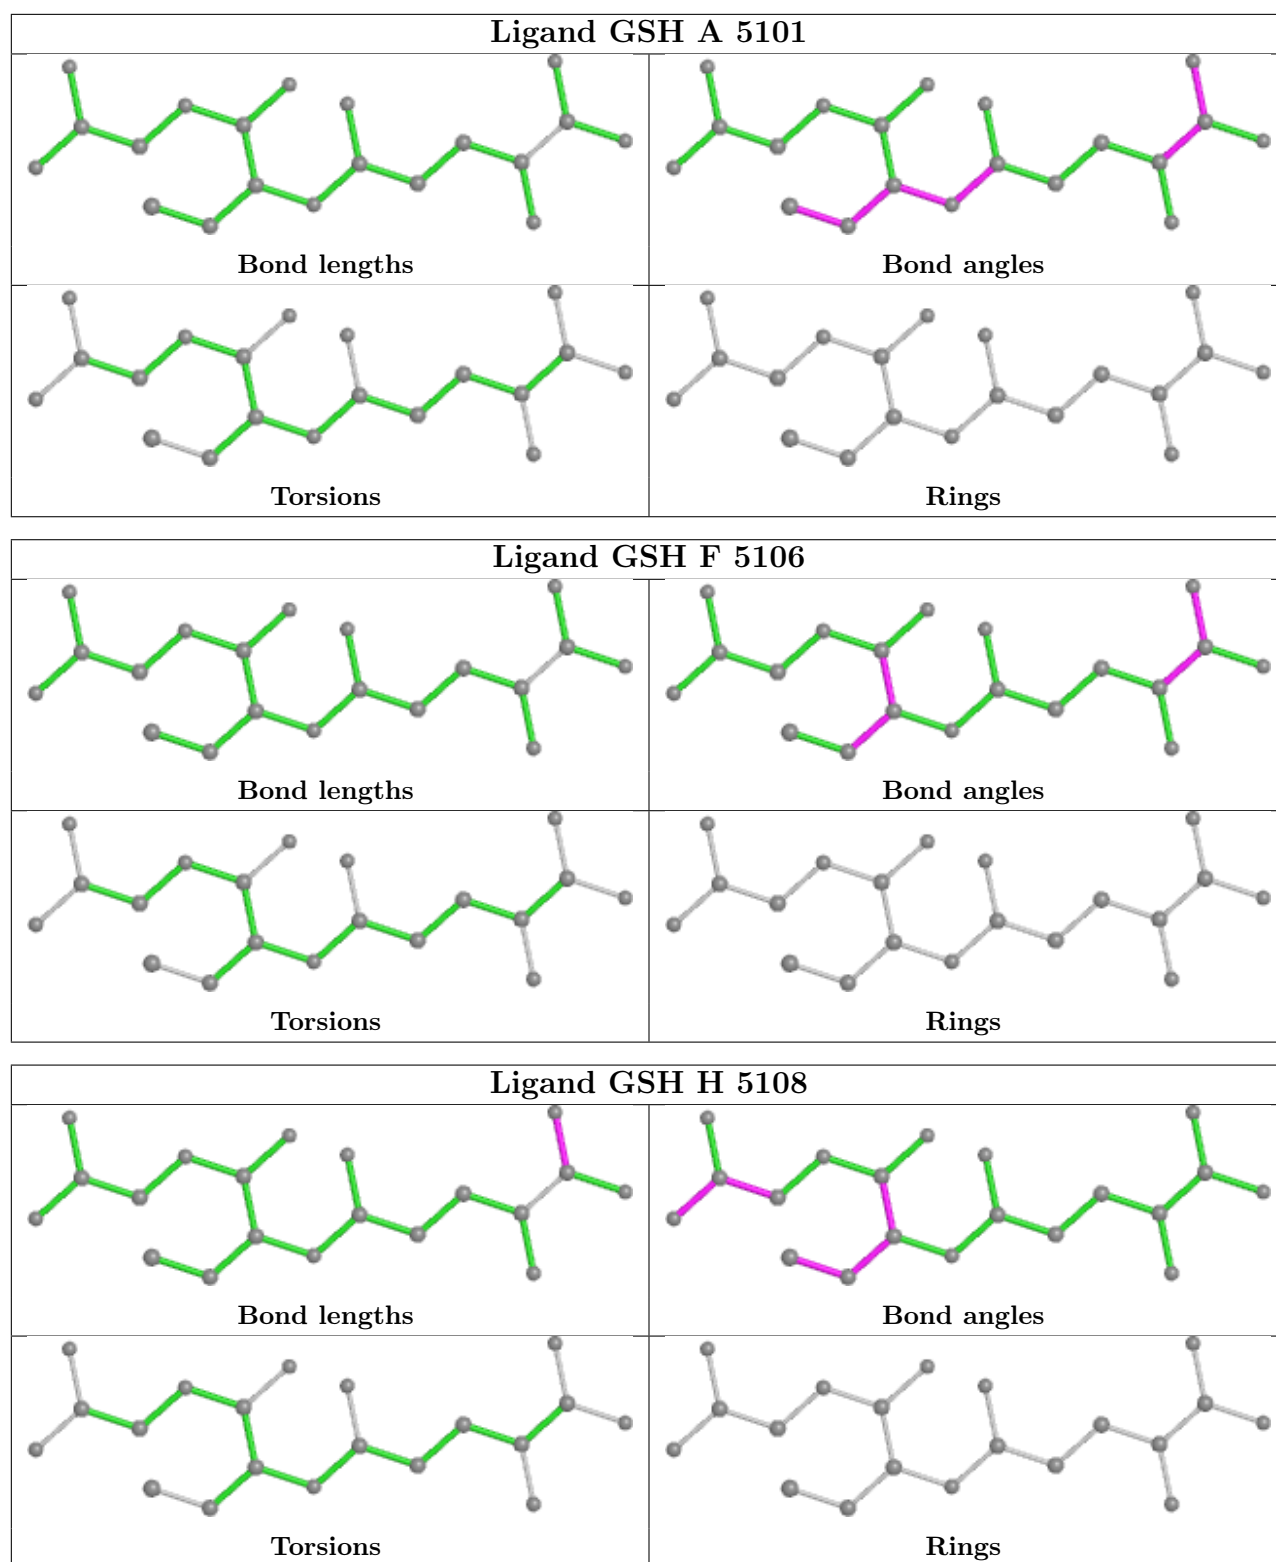 Ligand GSH A 5101
Bond lengths
Bond angles
Torsions
Rings
Ligand GSH F 5106
Bond lengths
Bond angles
Torsions
Rings
Ligand GSH H 5108
Bond lengths
Bond angles
Torsions
Rings